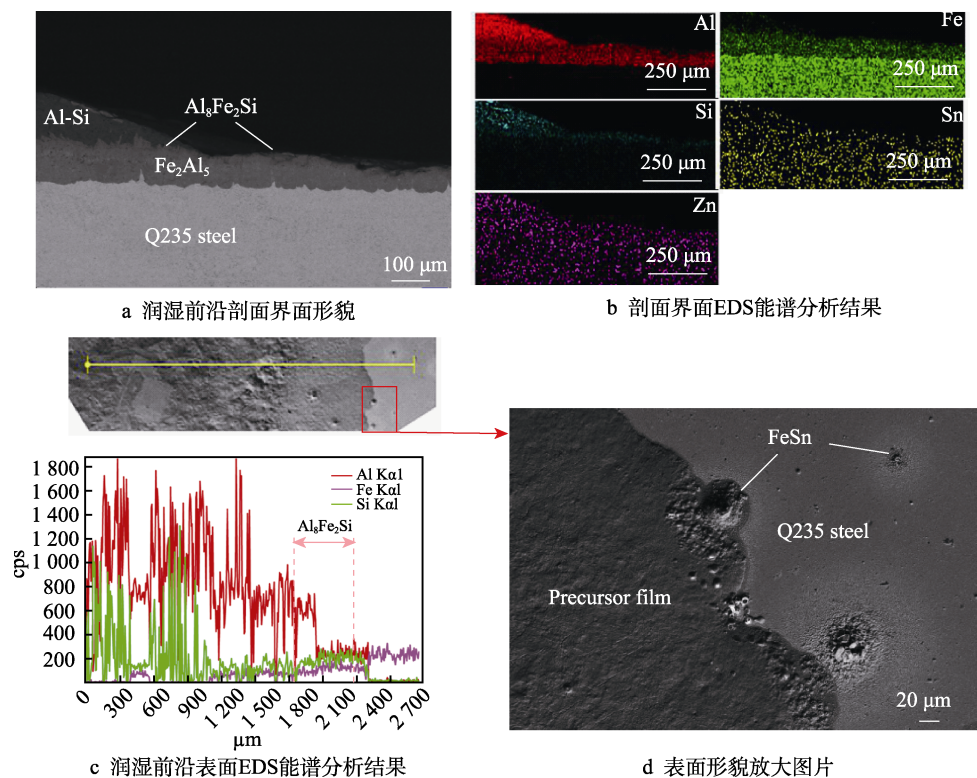 Al-Si
Al₈Fe₂Si
Fe₂Al₅
Q235 steel
100 μm
a 润湿前沿剖面界面形貌
Al
250 μm
Fe
250 μm
Si
250 μm
Sn
250 μm
Zn
250 μm
b 剖面界面EDS能谱分析结果
1 800
1 600
1 400
1 200
1 000
800
600
400
200
cps
Al Kα1
Fe Kαl
Si Kαl
Al₈Fe₂Si
0
300
600
900
1 200
1 500
1 800
2 100
2 400
2 700
μm
c 润湿前沿表面EDS能谱分析结果
FeSn
Q235 steel
Precursor film
20 μm
d 表面形貌放大图片